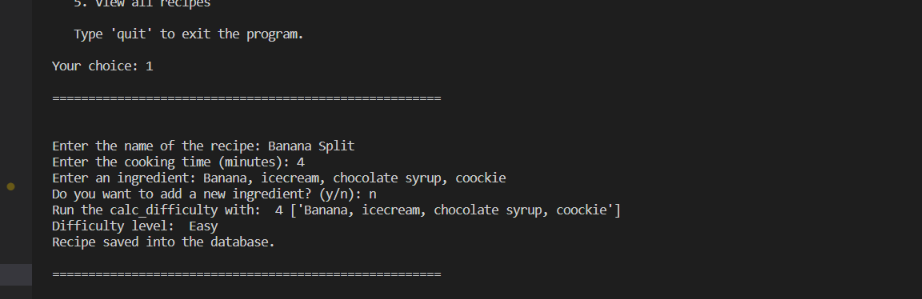 5. View all recipes
Type 'quit' to exit the program.
Your choice: 1
======================================================
Enter the name of the recipe: Banana Split
Enter the cooking time (minutes): 4
Enter an ingredient: Banana, icecream, chocolate syrup, coockie
Do you want to add a new ingredient? (y/n): n
Run the calc_difficulty with:  4 ['Banana, icecream, chocolate syrup, coockie']
Difficulty level:  Easy
Recipe saved into the database.
======================================================